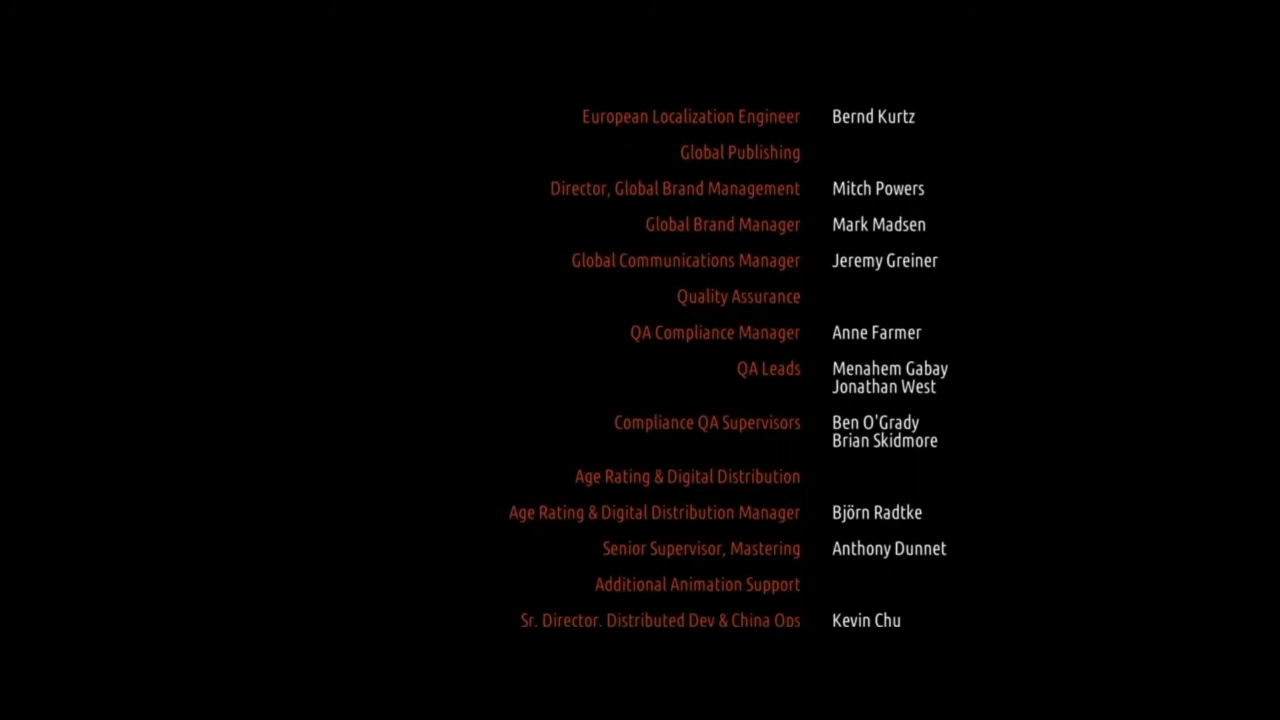 European Localization Engineer Bernd Kurtz
Global Publishing
Director, Global Brand Management Mitch Powers
Global Brand Manager Mark Madsen
Global Communications Manager Jeremy Greiner
Quality Assurance
QA Compliance Manager Anne Farmer
QA Leads Menahem Gabay
Jonathan West
Compliance QA Supervisors Ben O'Grady
Brian Skidmore
Age Rating & Digital Distribution
Age Rating & Digital Distribution Manager Björn Radtke
Senior Supervisor, Mastering Anthony Dunnet
Additional Animation Support
Sr. Director, Distributed Dev & China Ops Kevin Chu